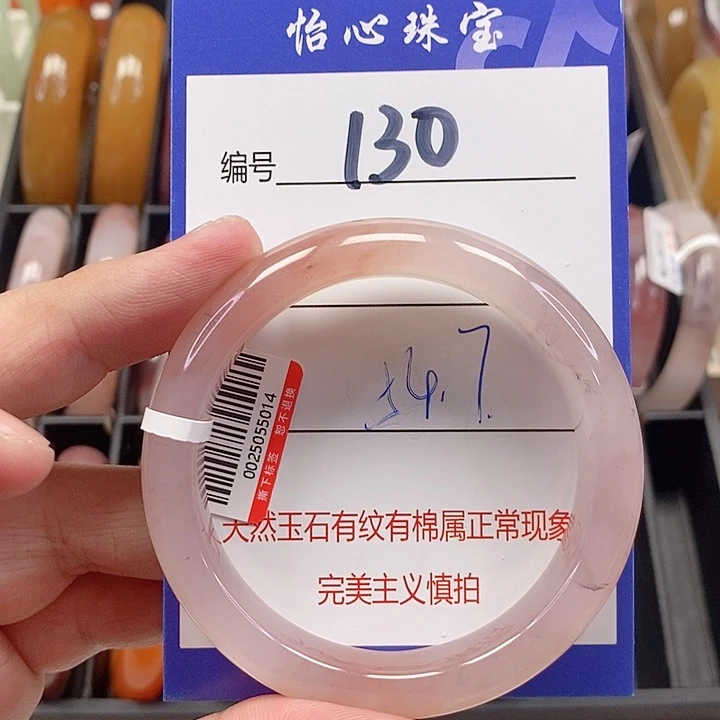 怡心珠宝
编号 130
54.7
0025055014
撕下标签 恕不退换
天然玉石有纹有棉属正常现象
完美主义慎拍